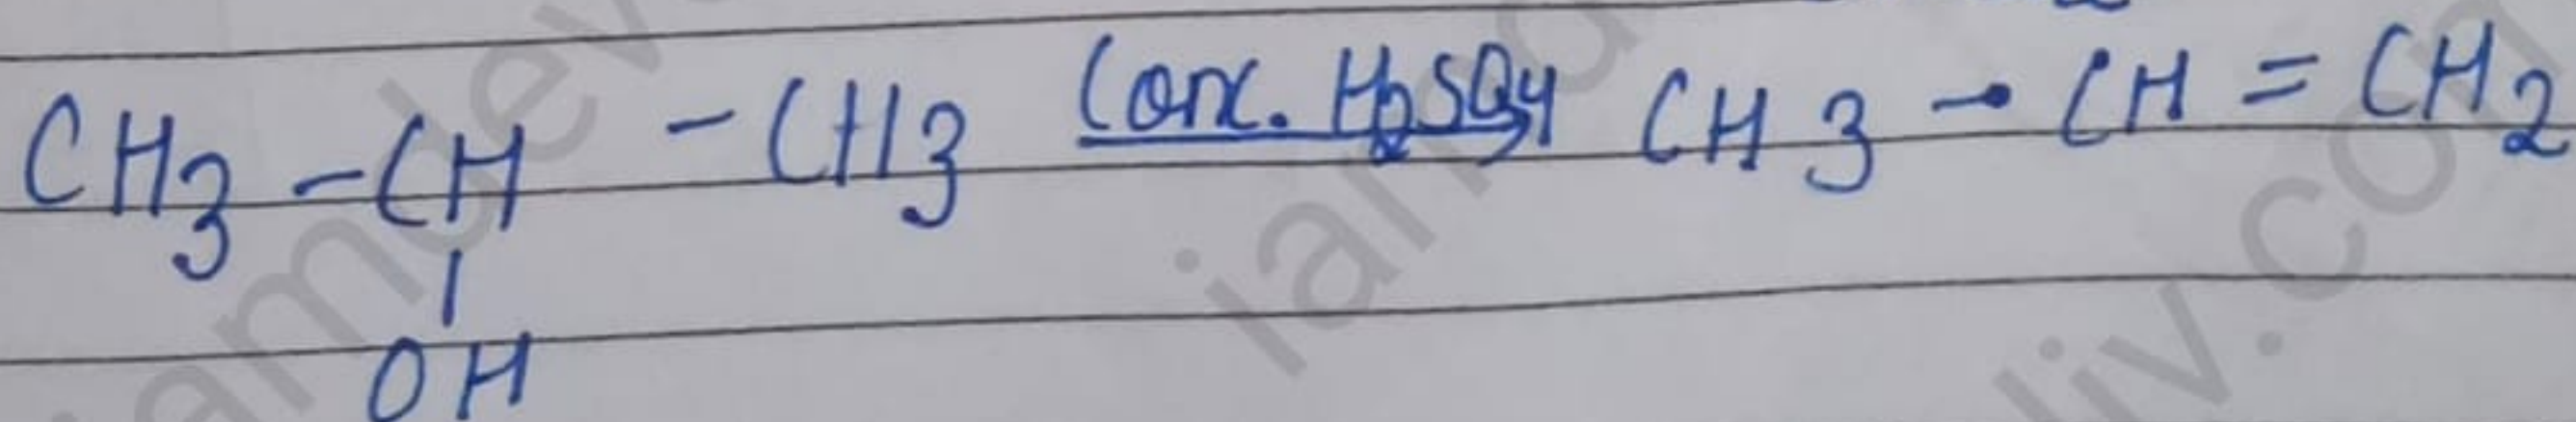 CH3 - CH - CH3 Conc. H2SO4 CH3 - CH = CH2
|
OH